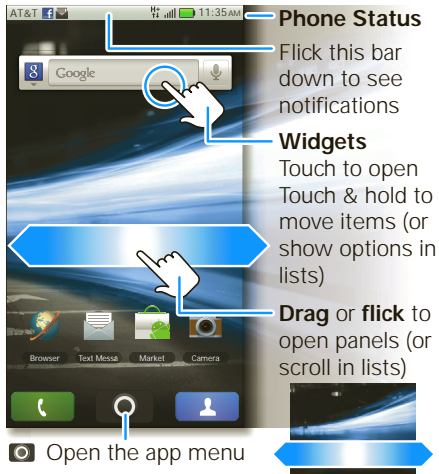 AT&T 11:35 AM
Phone Status
Flick this bar
down to see
notifications
8 Google
Widgets
Touch to open
Touch & hold to
move items (or
show options in
lists)
Drag or flick to
open panels (or
scroll in lists)
Browser Text Messa Market Camera
Open the app menu